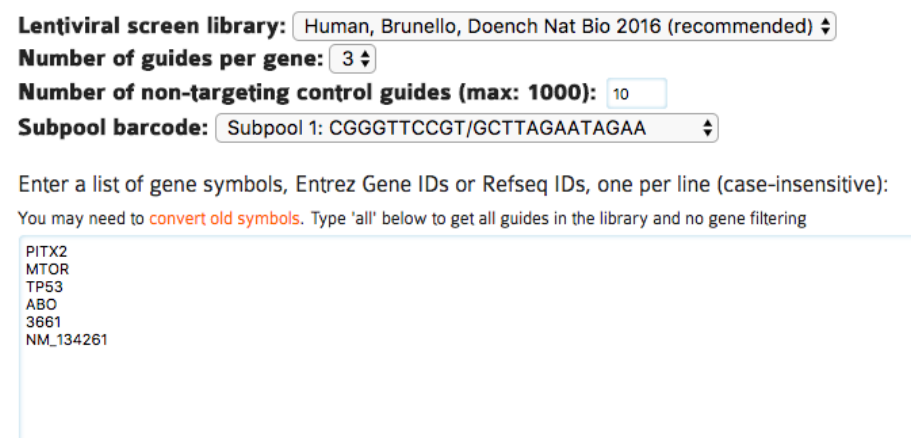 Lentiviral screen library: Human, Brunello, Doench Nat Bio 2016 (recommended)
Number of guides per gene: 3
Number of non-targeting control guides (max: 1000): 10
Subpool barcode: Subpool 1: CGGGTTCCGT/GCTTAGAATAGAA
Enter a list of gene symbols, Entrez Gene IDs or Refseq IDs, one per line (case-insensitive):
You may need to convert old symbols. Type 'all' below to get all guides in the library and no gene filtering
PITX2
MTOR
TP53
ABO
3661
NM_134261